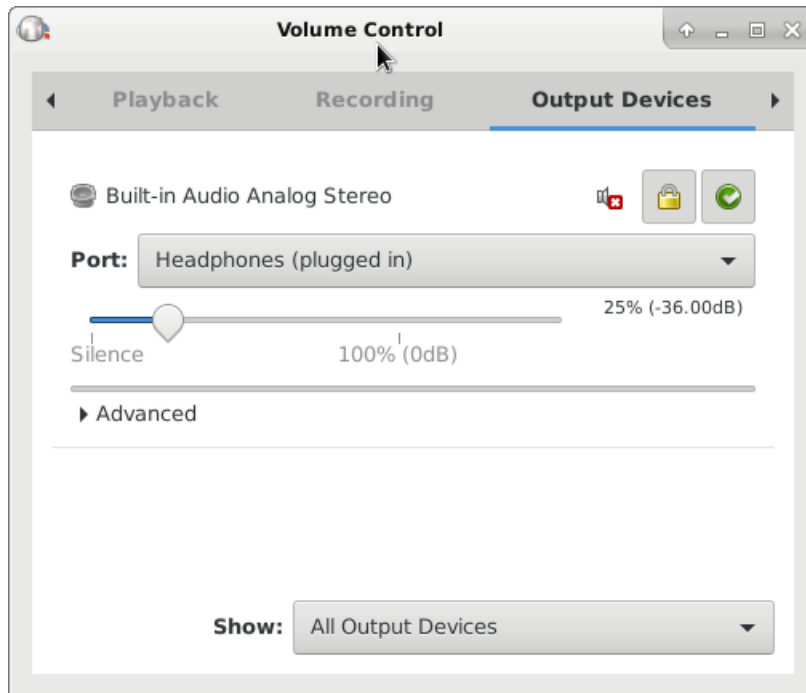 Volume Control
Playback Recording Output Devices
Built-in Audio Analog Stereo
Port: Headphones (plugged in)
25% (-36.00dB)
Silence 100% (0dB)
Advanced
Show: All Output Devices